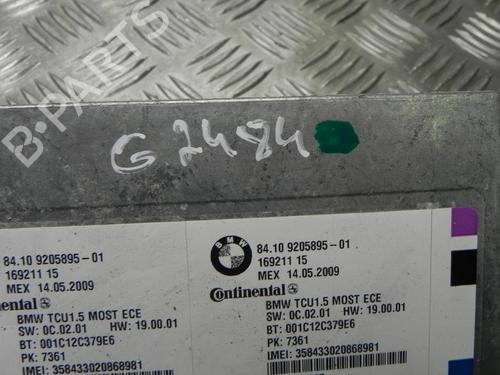 B-PARTS
G2484
84.10 9205895-01
169211 15
MEX 14.05.2009
Continental
BMW TCU1.5 MOST ECE
SW: 0C.02.01 HW: 19.00.01
BT: 001C12C379E6
PK: 7361
IMEI: 358433020868981
BMW
84.10 9205895-01
169211 15
MEX 14.05.2009
Continental
BMW TCU1.5 MOST ECE
SW: 0C.02.01 HW: 19.00.01
BT: 001C12C379E6
PK: 7361
IMEI: 358433020868981